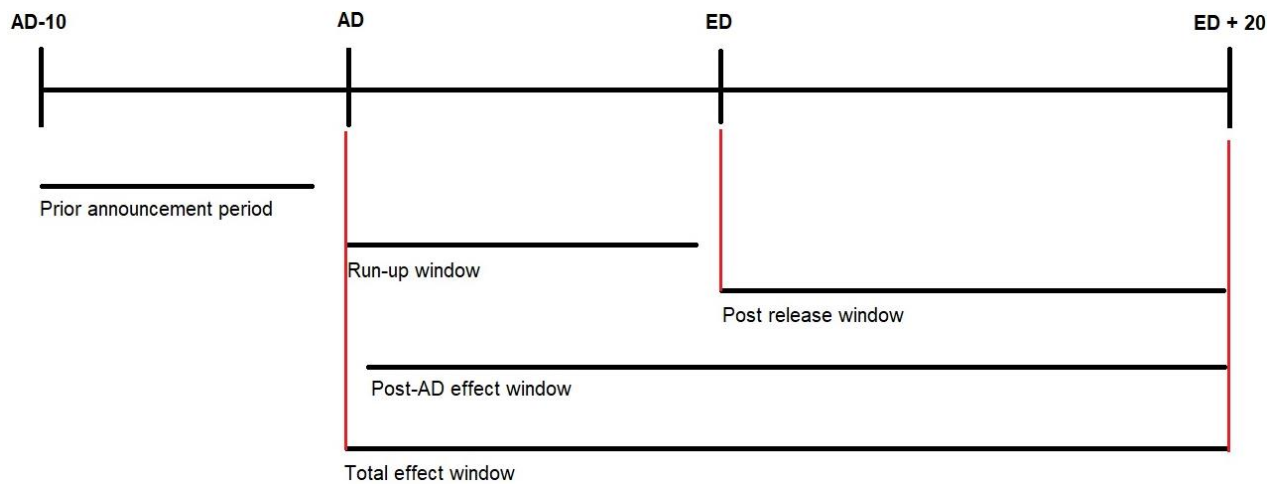 AD-10
AD
ED
ED + 20
Prior announcement period
Run-up window
Post release window
Post-AD effect window
Total effect window